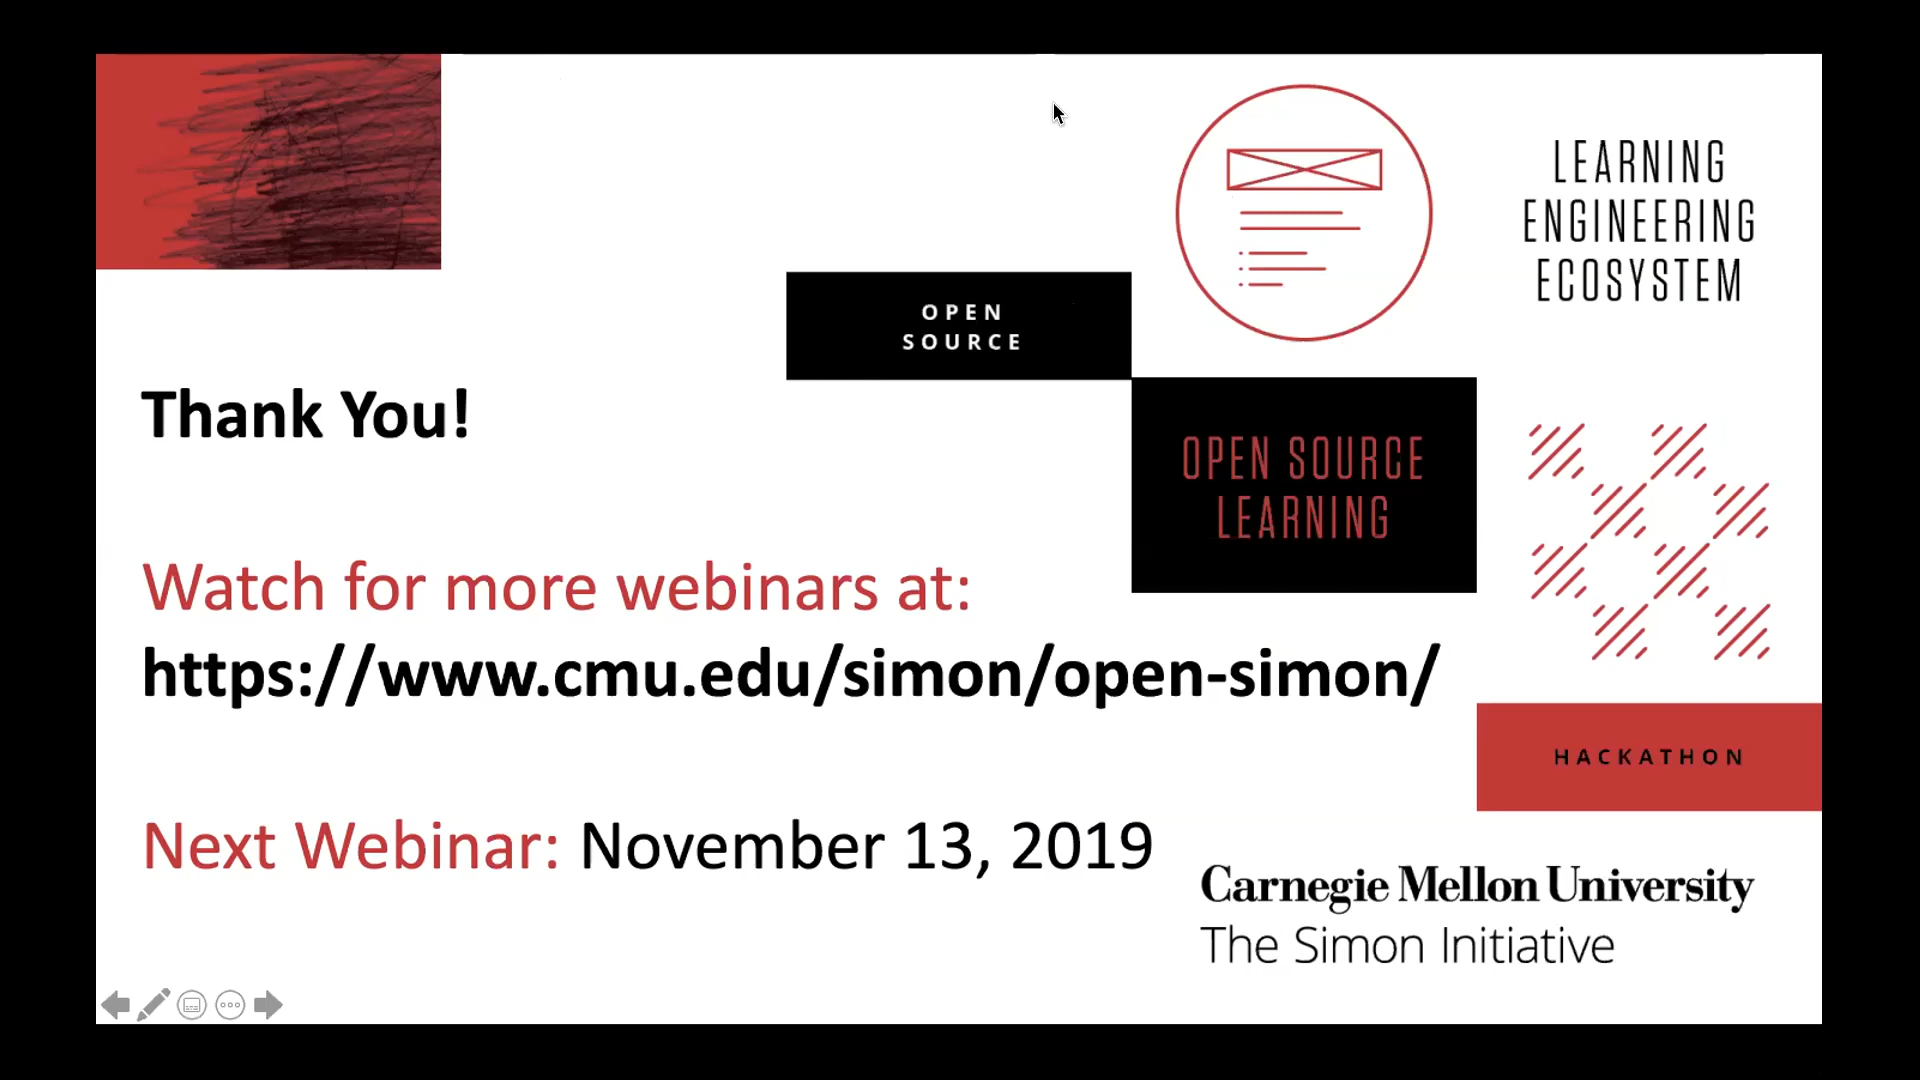 LEARNING
ENGINEERING
ECOSYSTEM
OPEN
SOURCE
Thank You!
OPEN SOURCE
LEARNING
Watch for more webinars at:
https://www.cmu.edu/simon/open-simon/
HACKATHON
Next Webinar: November 13, 2019
Carnegie Mellon University
The Simon Initiative